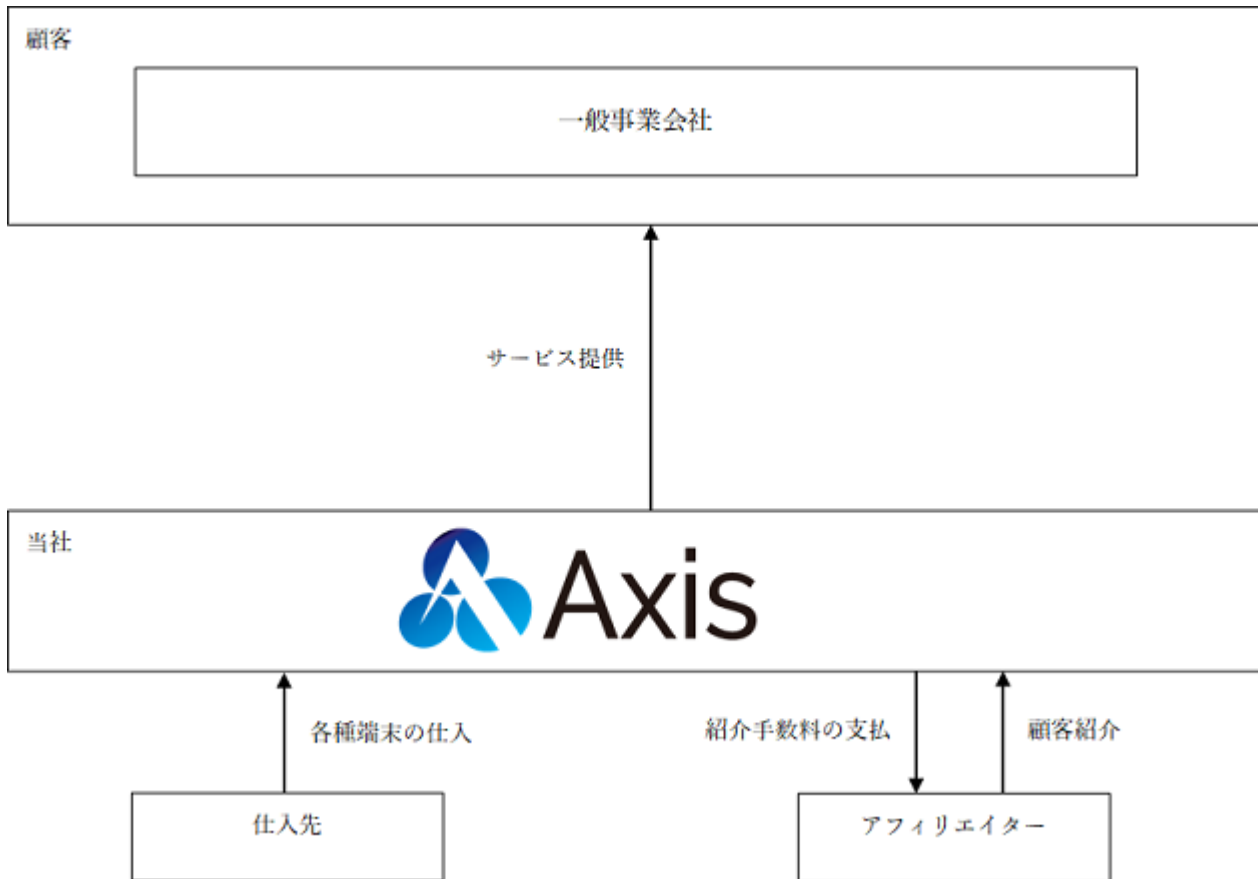 顧客
一般事業会社
サービス提供
当社
Axis
各種端末の仕入
紹介手数料の支払
顧客紹介
仕入先
アフィリエイター